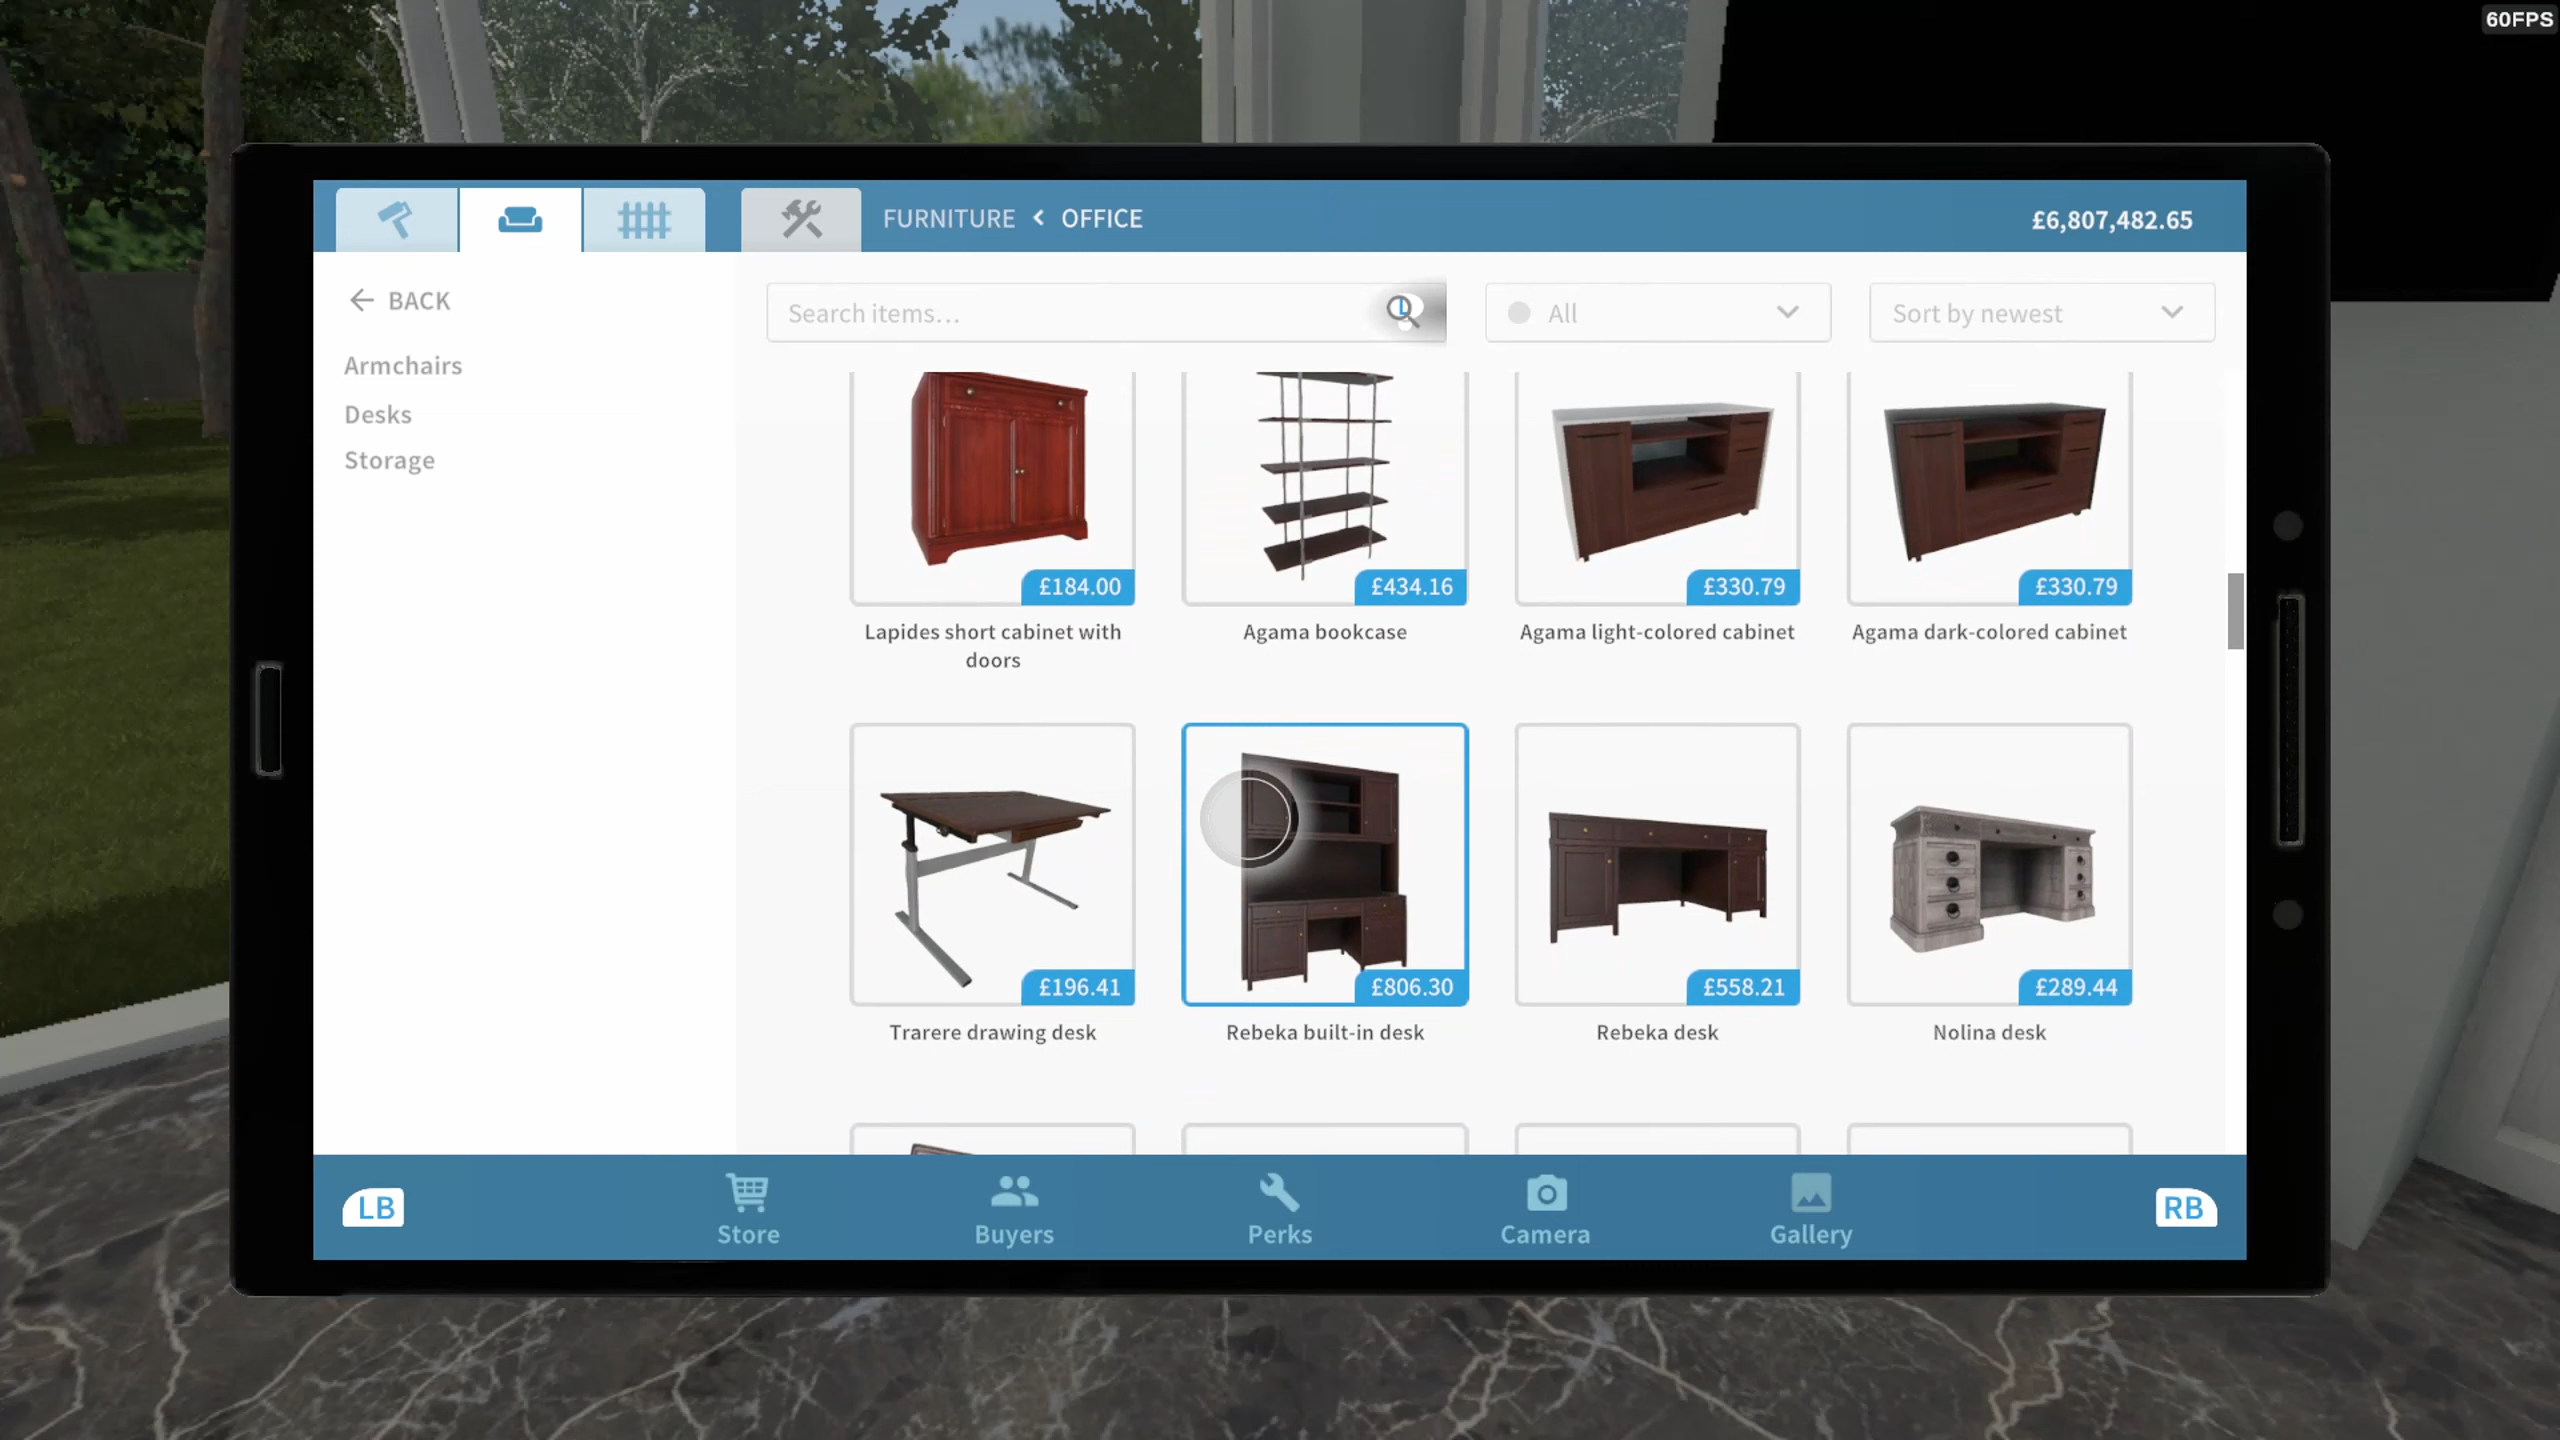 60FPS
FURNITURE < OFFICE
£6,807,482.65
BACK
Armchairs
Desks
Storage
Search items...
All
Sort by newest
£184.00
£434.16
£330.79
£330.79
Lapides short cabinet with
doors
Agama bookcase
Agama light-colored cabinet
Agama dark-colored cabinet
£196.41
£806.30
£558.21
£289.44
Trarere drawing desk
Rebeka built-in desk
Rebeka desk
Nolina desk
LB
Store
Buyers
Perks
Camera
Gallery
RB